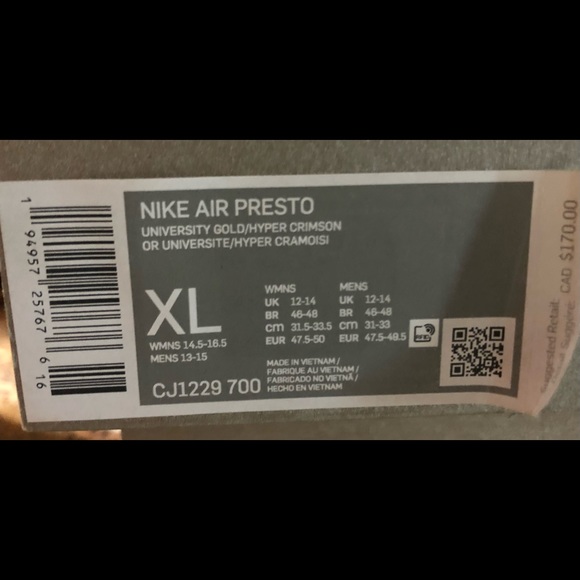 NIKE AIR PRESTO
UNIVERSITY GOLD/HYPER CRIMSON
OR UNIVERSITE/HYPER CRAMOISI
XL
WMNS 14.5-16.5
MENS 13-15
CJ1229 700
WMNS MENS
UK 12-14 UK 12-14
BR 46-48 BR 46-48
cm 31.5-33.5 cm 31-33
EUR 47.5-50 EUR 47.5-49.5
MADE IN VIETNAM /
FABRIQUE AU VIETNAM /
FABRICADO NO VIETNÃ /
HECHO EN VIETNAM
1 94957 25767 6 16
Retail
CAD $170.00